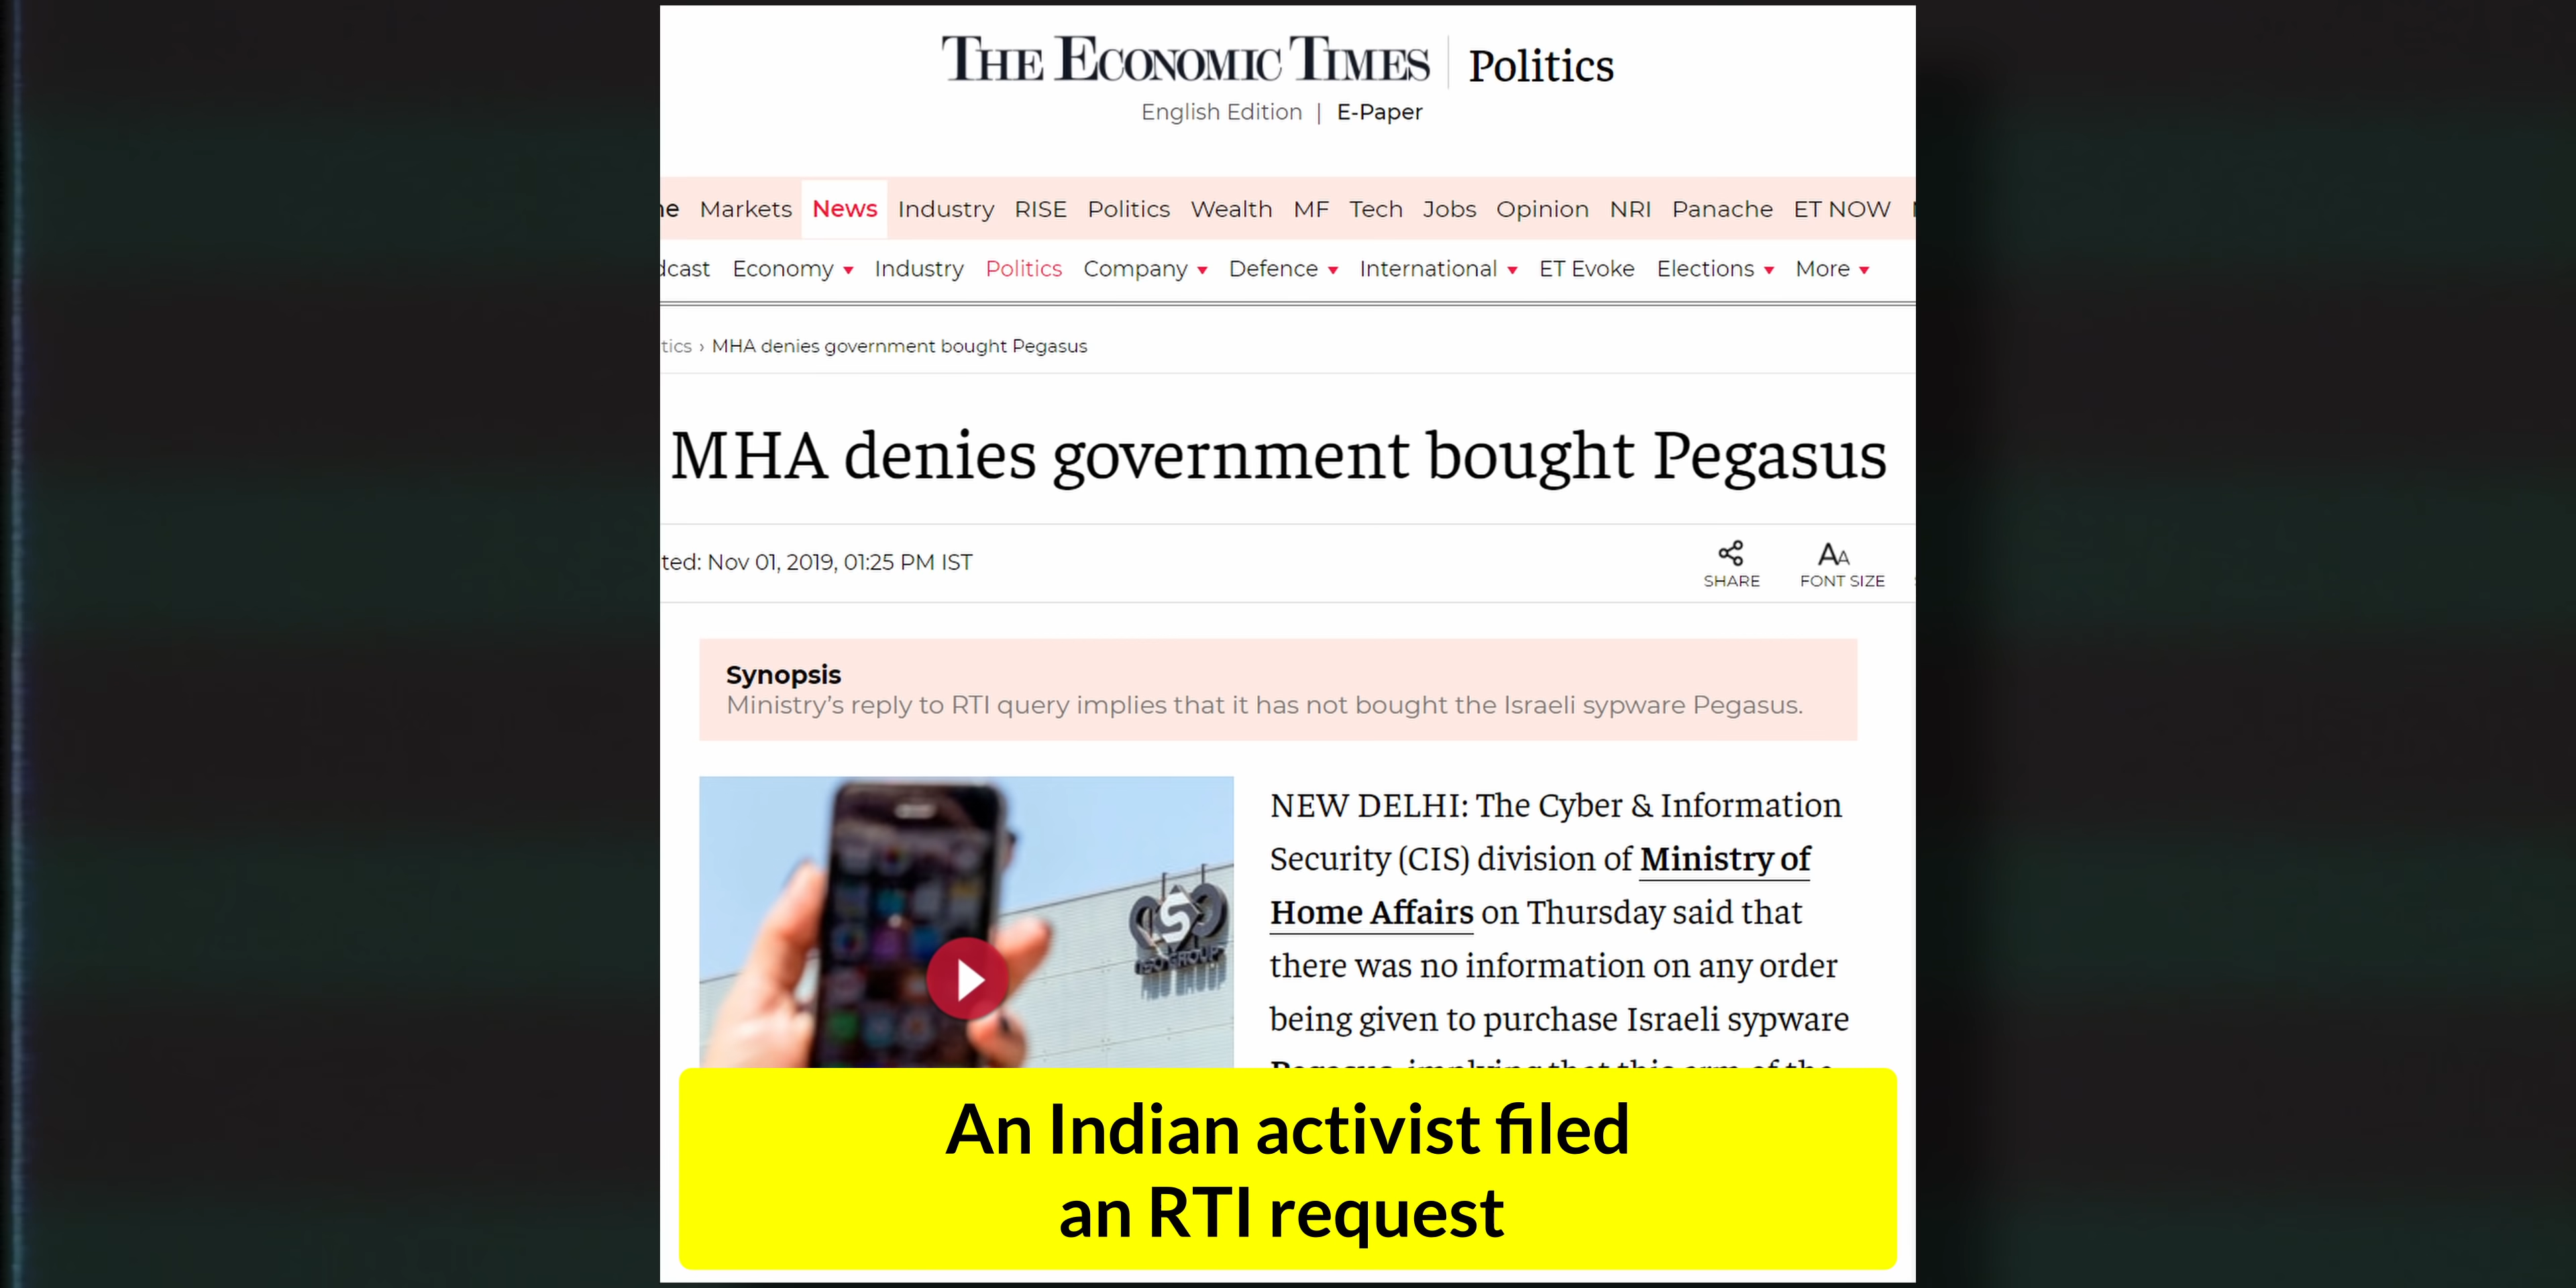 THE ECONOMIC TIMES | Politics
English Edition | E-Paper
Markets News Industry RISE Politics Wealth MF Tech Jobs Opinion NRI Panache ET NOW
Economy Industry Politics Company Defence International ET Evoke Elections More
MHA denies government bought Pegasus
MHA denies government bought Pegasus
ted: Nov 01, 2019, 01:25 PM IST
SHARE FONT SIZE
Synopsis
Ministry's reply to RTI query implies that it has not bought the Israeli sypware Pegasus.
NEW DELHI: The Cyber & Information
Security (CIS) division of Ministry of
Home Affairs on Thursday said that
there was no information on any order
being given to purchase Israeli sypware
NSO GROUP
An Indian activist filed
an RTI request